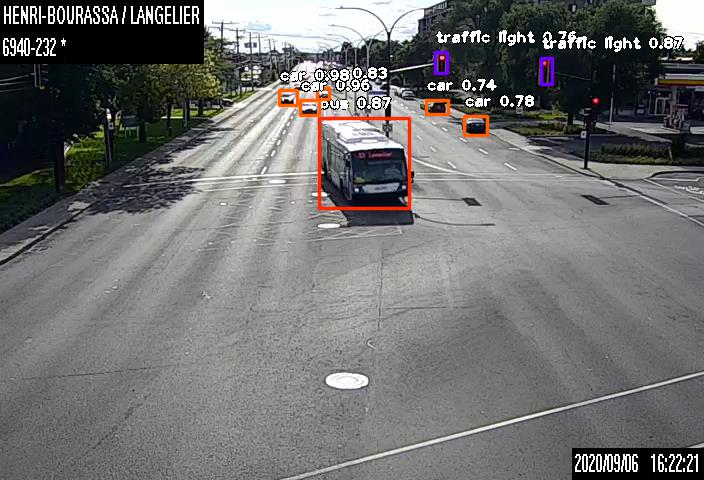 HENRI-BOURASSA / LANGELIER
6940-232 *
traffic light 0.76
traffic light 0.87
car 0.98
0.83
car 0.96
car 0.74
bus 0.87
car 0.78
33 Langelier
2020/09/06 16:22:21